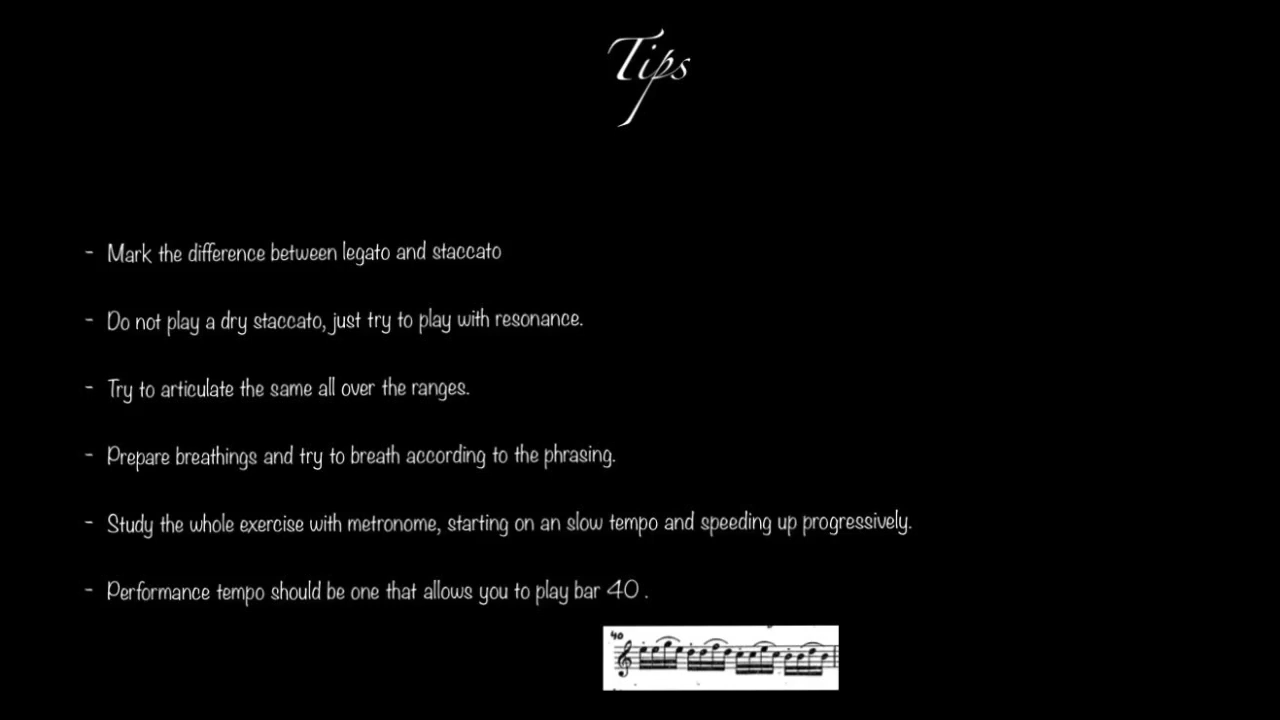 Tips
- Mark the difference between legato and staccato
- Do not play a dry staccato, just try to play with resonance.
- Try to articulate the same all over the ranges.
- Prepare breathings and try to breath according to the phrasing.
- Study the whole exercise with metronome, starting on an slow tempo and speeding up progressively.
- Performance tempo should be one that allows you to play bar 40 .
40